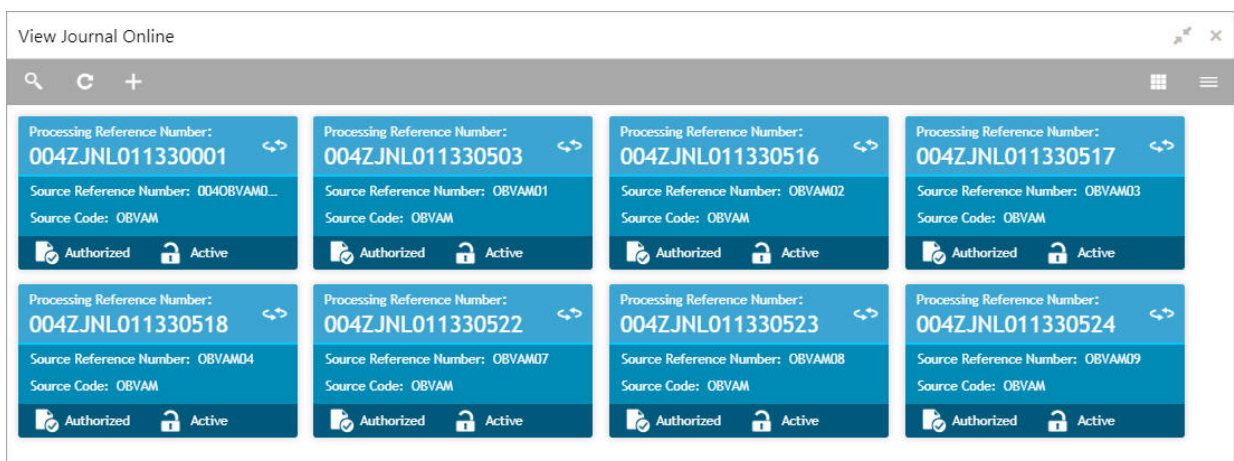 View Journal Online
Processing Reference Number:
004ZJNL011330001
Source Reference Number: 004OBVAM0...
Source Code: OBVAM
Authorized Active
Processing Reference Number:
004ZJNL011330503
Source Reference Number: OBVAM01
Source Code: OBVAM
Authorized Active
Processing Reference Number:
004ZJNL011330516
Source Reference Number: OBVAM02
Source Code: OBVAM
Authorized Active
Processing Reference Number:
004ZJNL011330517
Source Reference Number: OBVAM03
Source Code: OBVAM
Authorized Active
Processing Reference Number:
004ZJNL011330518
Source Reference Number: OBVAM04
Source Code: OBVAM
Authorized Active
Processing Reference Number:
004ZJNL011330522
Source Reference Number: OBVAM07
Source Code: OBVAM
Authorized Active
Processing Reference Number:
004ZJNL011330523
Source Reference Number: OBVAM08
Source Code: OBVAM
Authorized Active
Processing Reference Number:
004ZJNL011330524
Source Reference Number: OBVAM09
Source Code: OBVAM
Authorized Active